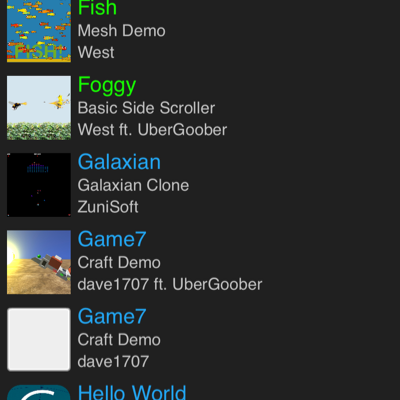 Fish
Mesh Demo
West
FISH!
Foggy
Basic Side Scroller
West ft. UberGoober
Galaxian
Galaxian Clone
ZuniSoft
Game7
Craft Demo
dave1707 ft. UberGoober
Game7
Craft Demo
dave1707
Hello World